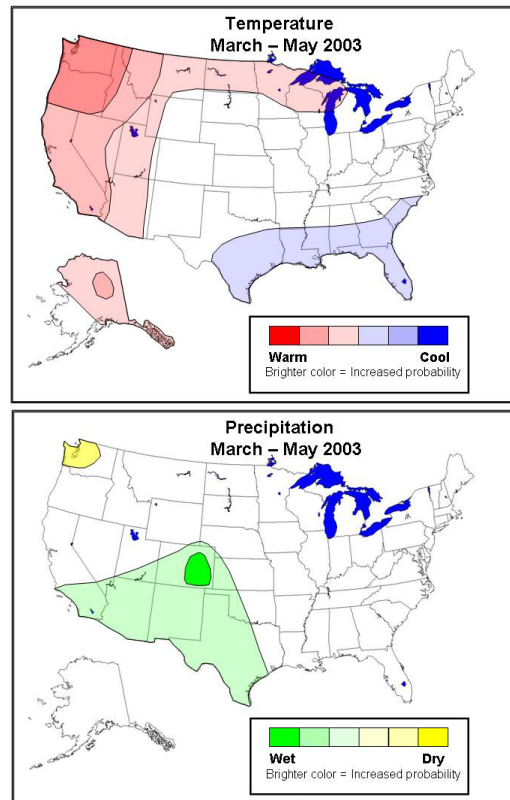 Temperature
March – May 2003
Warm Cool
Brighter color = Increased probability
Precipitation
March – May 2003
Wet Dry
Brighter color = Increased probability